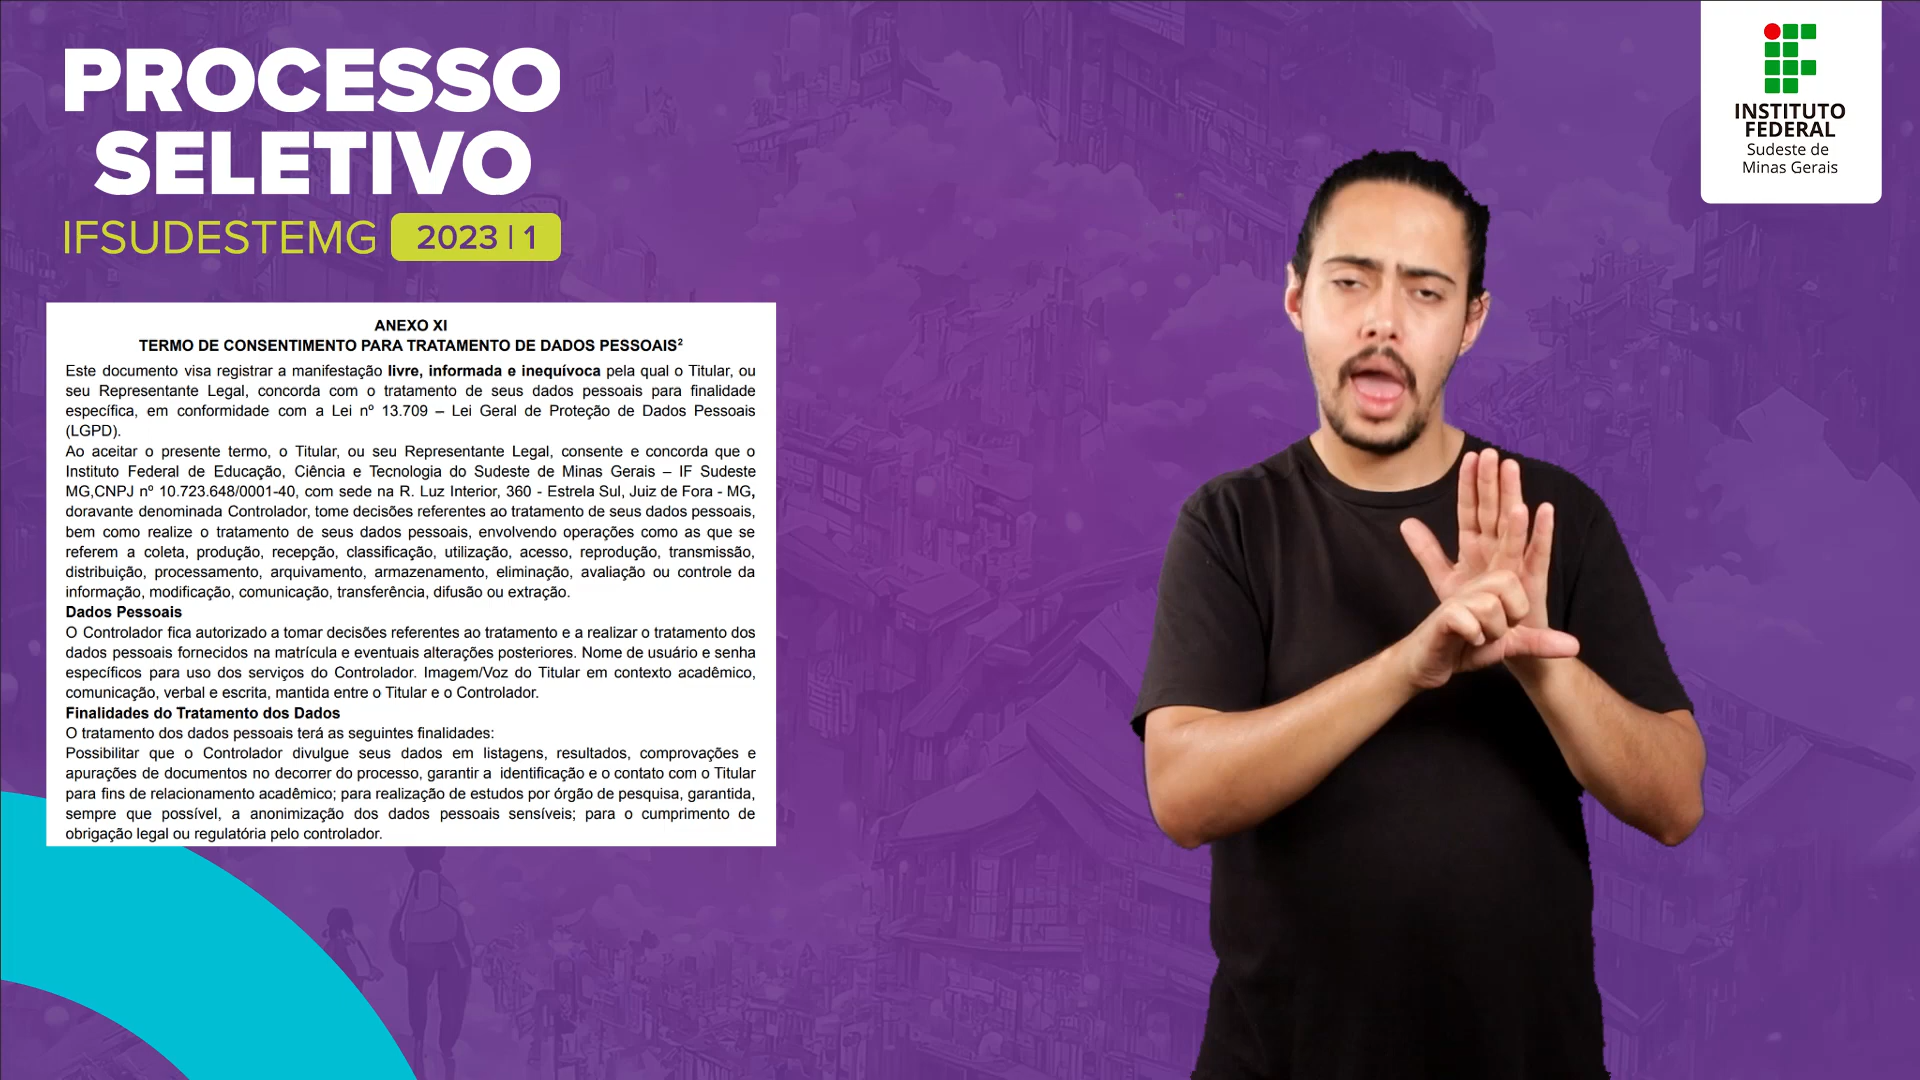 PROCESSO
SELETIVO
IFSUDESTEMG 2023 | 1
INSTITUTO
FEDERAL
Sudeste de
Minas Gerais
ANEXO XI
TERMO DE CONSENTIMENTO PARA TRATAMENTO DE DADOS PESSOAIS²
Este documento visa registrar a manifestação livre, informada e inequívoca pela qual o Titular, ou
seu Representante Legal, concorda com o tratamento de seus dados pessoais para finalidade
específica, em conformidade com a Lei nº 13.709 – Lei Geral de Proteção de Dados Pessoais
(LGPD).
Ao aceitar o presente termo, o Titular, ou seu Representante Legal, consente e concorda que o
Instituto Federal de Educação, Ciência e Tecnologia do Sudeste de Minas Gerais – IF Sudeste
MG,CNPJ nº 10.723.648/0001-40, com sede na R. Luz Interior, 360 - Estrela Sul, Juiz de Fora - MG,
doravante denominada Controlador, tome decisões referentes ao tratamento de seus dados pessoais,
bem como realize o tratamento de seus dados pessoais, envolvendo operações como as que se
referem a coleta, produção, recepção, classificação, utilização, acesso, reprodução, transmissão,
distribuição, processamento, arquivamento, armazenamento, eliminação, avaliação ou controle da
informação, modificação, comunicação, transferência, difusão ou extração.
Dados Pessoais
O Controlador fica autorizado a tomar decisões referentes ao tratamento e a realizar o tratamento dos
dados pessoais fornecidos na matrícula e eventuais alterações posteriores. Nome de usuário e senha
específicos para uso dos serviços do Controlador. Imagem/Voz do Titular em contexto acadêmico,
comunicação, verbal e escrita, mantida entre o Titular e o Controlador.
Finalidades do Tratamento dos Dados
O tratamento dos dados pessoais terá as seguintes finalidades:
Possibilitar que o Controlador divulgue seus dados em listagens, resultados, comprovações e
apurações de documentos no decorrer do processo, garantir a identificação e o contato com o Titular
para fins de relacionamento acadêmico; para realização de estudos por órgão de pesquisa, garantida,
sempre que possível, a anonimização dos dados pessoais sensíveis; para o cumprimento de
obrigação legal ou regulatória pelo controlador.